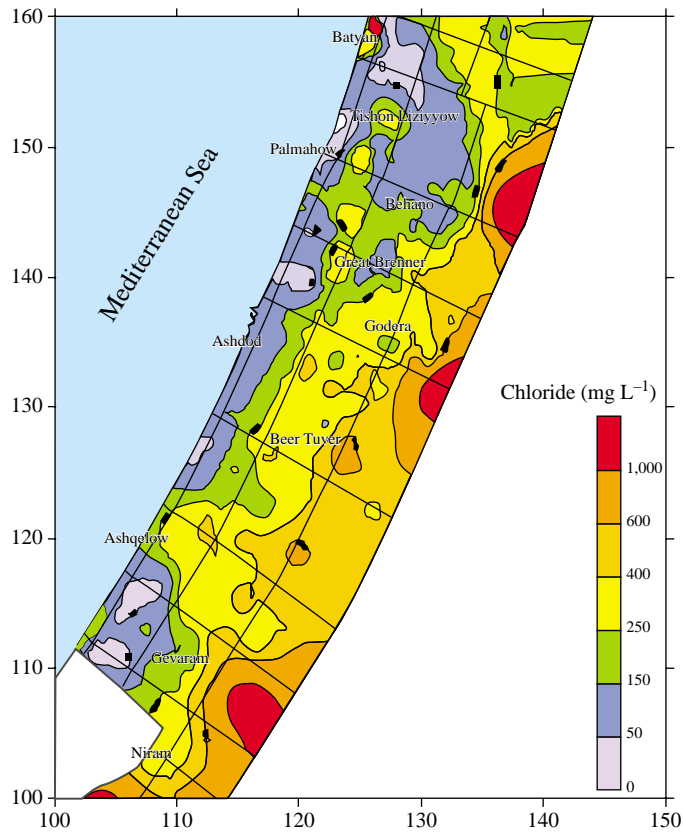 160
Batyan
Tishon Liziyyow
150
Palmahow
Mediterranean Sea
Behano
140
Great Brenner
Godera
Ashdod
Chloride (mg L⁻¹)
130
Beer Tuver
1,000
600
120
Ashqelow
400
250
110
Gevaram
150
50
Niram
0
100
100
110
120
130
140
150